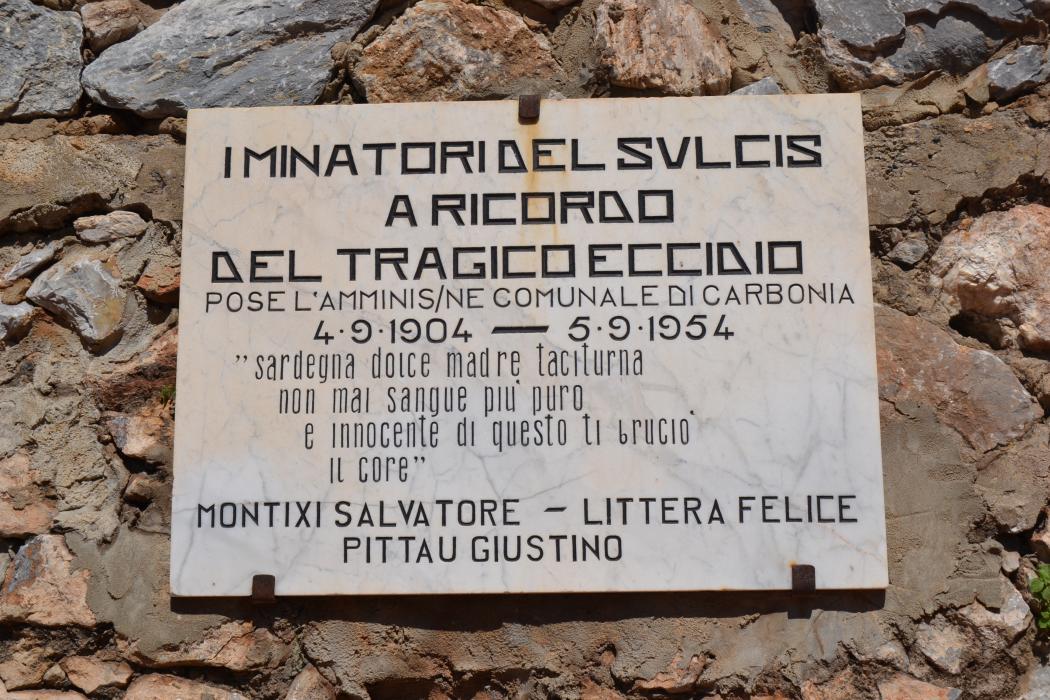 I MINATORI DEL SVLCIS
A RICORDO
DEL TRAGICO ECCIDIO
POSE L'AMMINIS/NE COMUNALE DI CARBONIA
4·9·1904 — 5·9·1954
"sardegna dolce madre taciturna
non mai sangue più puro
e innocente di questo ti bruciò
il core"
MONTIXI SALVATORE - LITTERA FELICE
PITTAU GIUSTINO